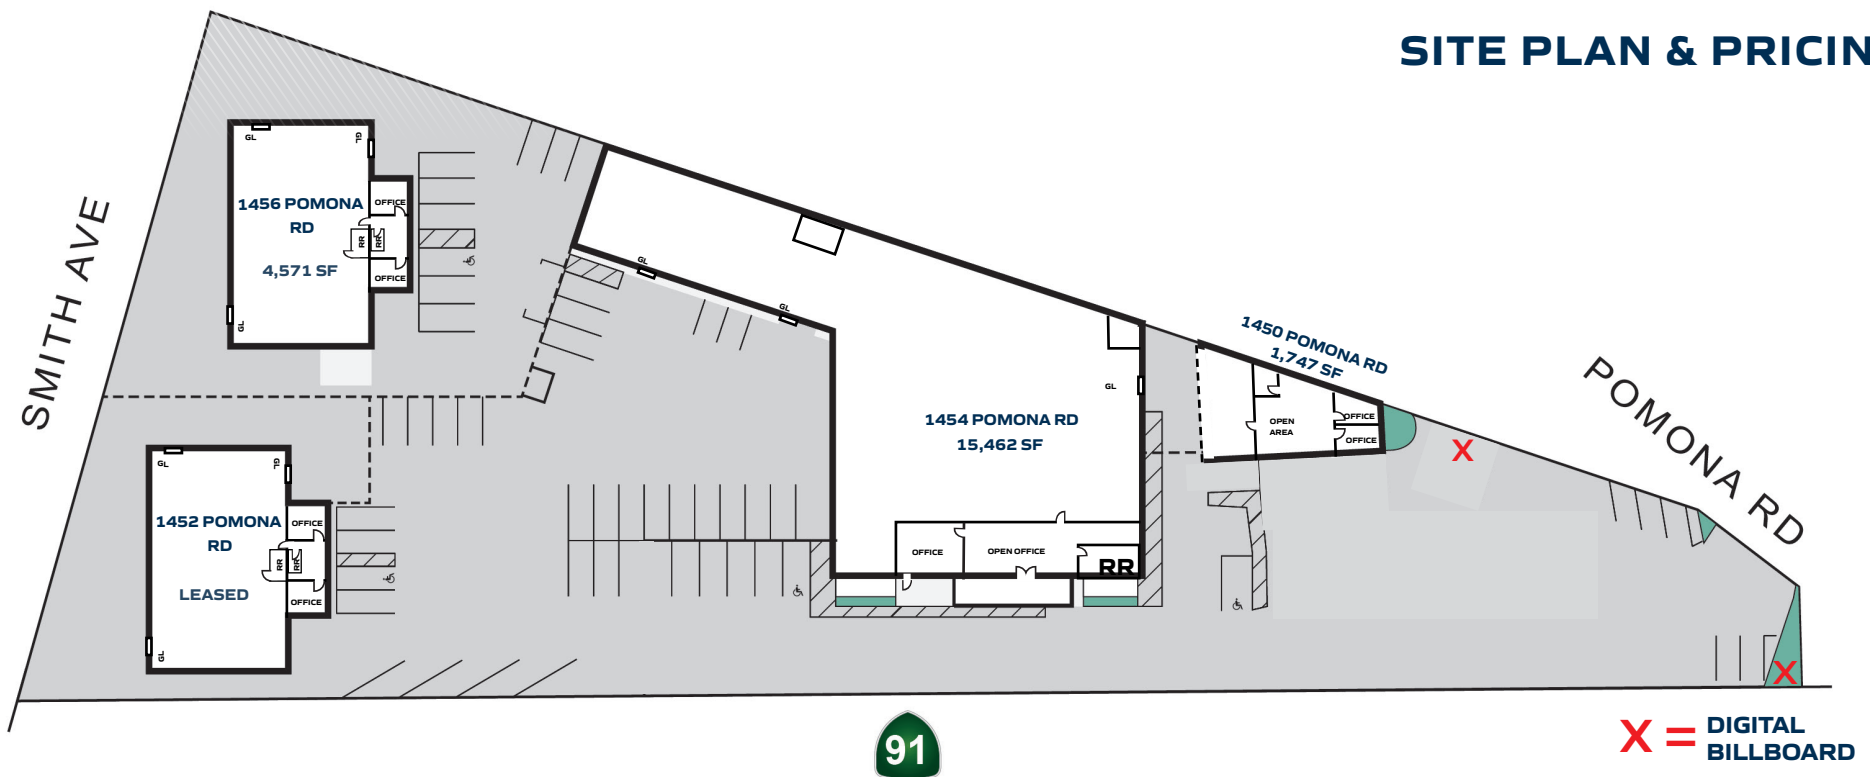 SITE PLAN & PRICIN
SMITH AVE
POMONA RD
GL
GL
1456 POMONA
RD
4,571 SF
OFFICE
RR
RR
OFFICE
GL
GL
GL
1450 POMONA RD
1,747 SF
OPEN
AREA
OFFICE
OFFICE
X
GL
1454 POMONA RD
15,462 SF
OFFICE
OPEN OFFICE
RR
GL
GL
1452 POMONA
RD
LEASED
OFFICE
RR
RR
OFFICE
GL
X
91
X = DIGITAL
BILLBOARD